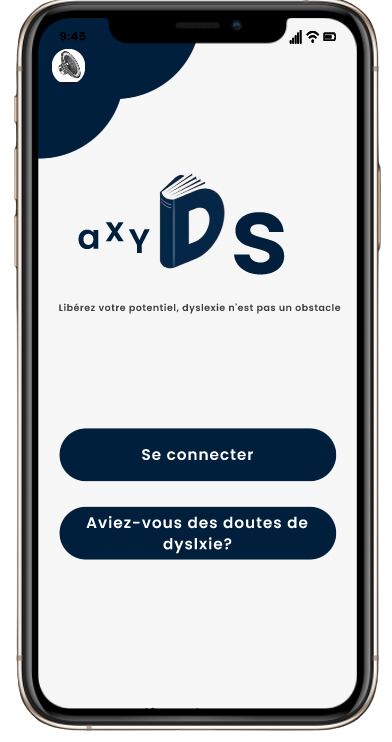 9:45
axyDS
Libérez votre potentiel, dyslexie n'est pas un obstacle
Se connecter
Aviez-vous des doutes de
dyslxie?